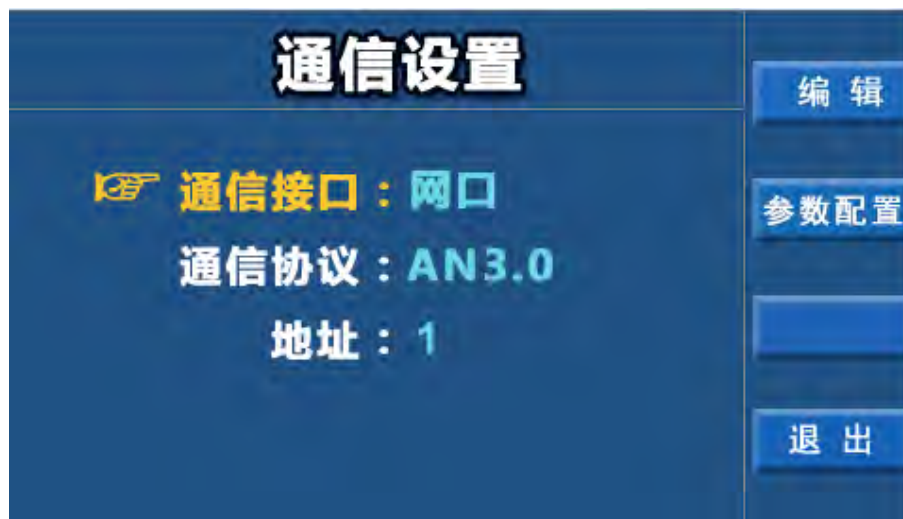 通信设置
通信接口：网口
通信协议：AN3.0
地址：1
编 辑
参数配置
退 出